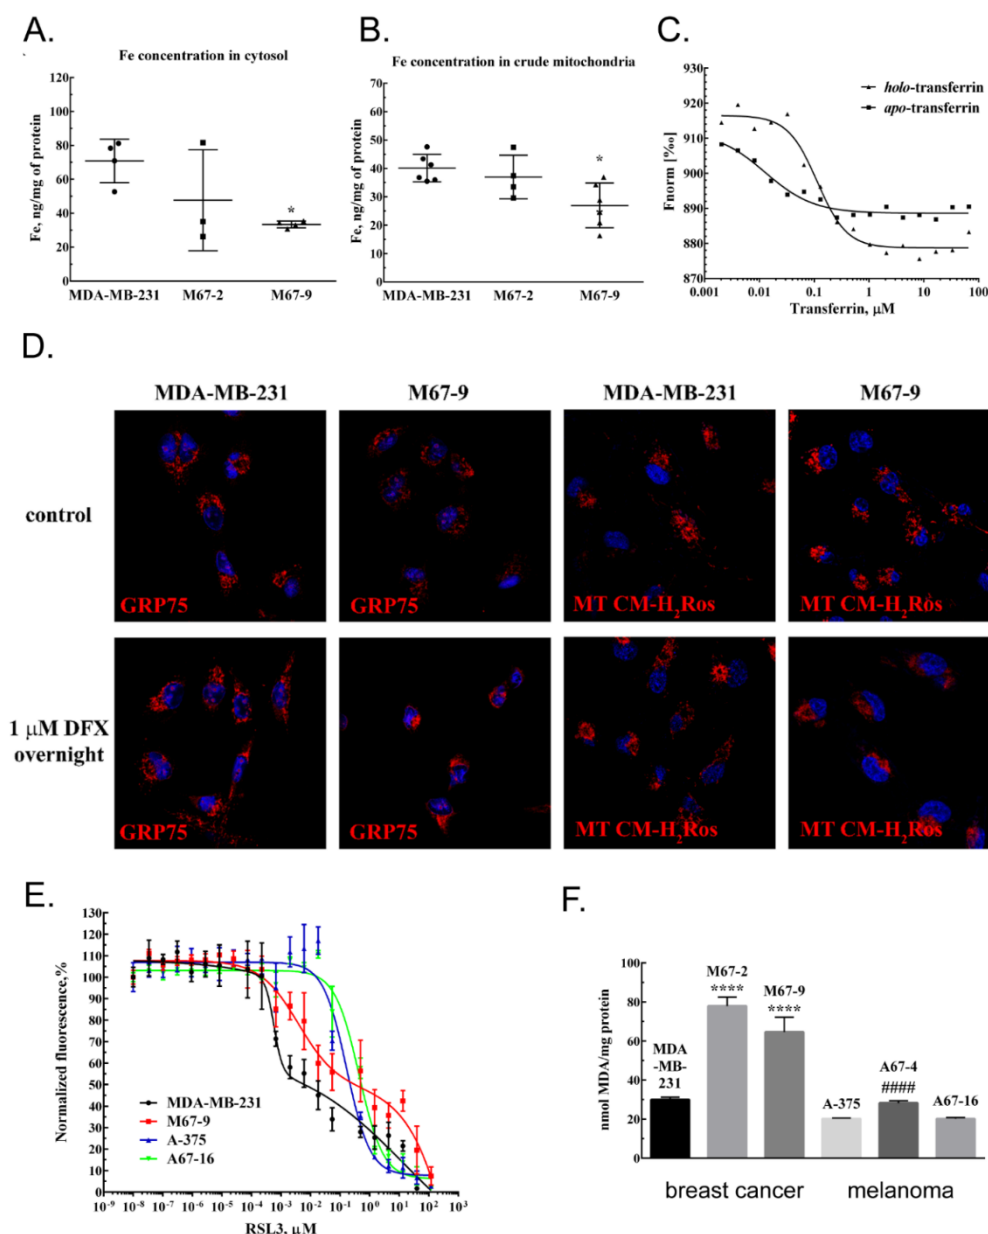 A.
Fe concentration in cytosol
Fe, ng/mg of protein
120
100
80
60
40
20
0
*
MDA-MB-231 M67-2 M67-9
B.
Fe concentration in crude mitochondria
Fe, ng/mg of protein
70
60
50
40
30
20
10
0
*
MDA-MB-231 M67-2 M67-9
C.
Fnorm [‰]
930
920
910
900
890
880
870
holo-transferrin
apo-transferrin
0.001 0.01 0.1 1 10 100
Transferrin, μM
D.
MDA-MB-231 M67-9 MDA-MB-231 M67-9
control
GRP75 GRP75 MT CM-H₂Ros MT CM-H₂Ros
1 μM DFX
overnight
GRP75 GRP75 MT CM-H₂Ros MT CM-H₂Ros
E.
Normalized fluorescence,%
130
120
110
100
90
80
70
60
50
40
30
20
10
0
MDA-MB-231
M67-9
A-375
A67-16
10⁻⁹ 10⁻⁸ 10⁻⁷ 10⁻⁶ 10⁻⁵ 10⁻⁴ 10⁻³ 10⁻² 10⁻¹ 10⁰ 10¹ 10² 10³
RSL3, μM
F.
nmol MDA/mg protein
100
80
60
40
20
0
MDA
-MB-
231
M67-2
****
M67-9
****
A-375
A67-4
####
A67-16
breast cancer melanoma